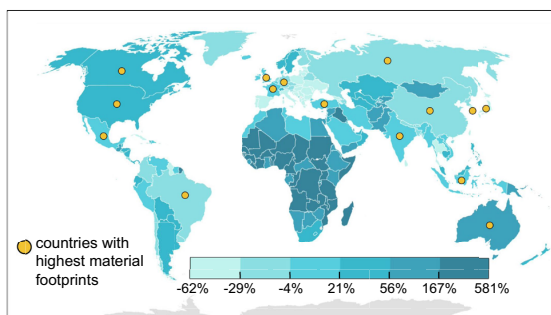 countries with
highest material
footprints
-62% -29% -4% 21% 56% 167% 581%